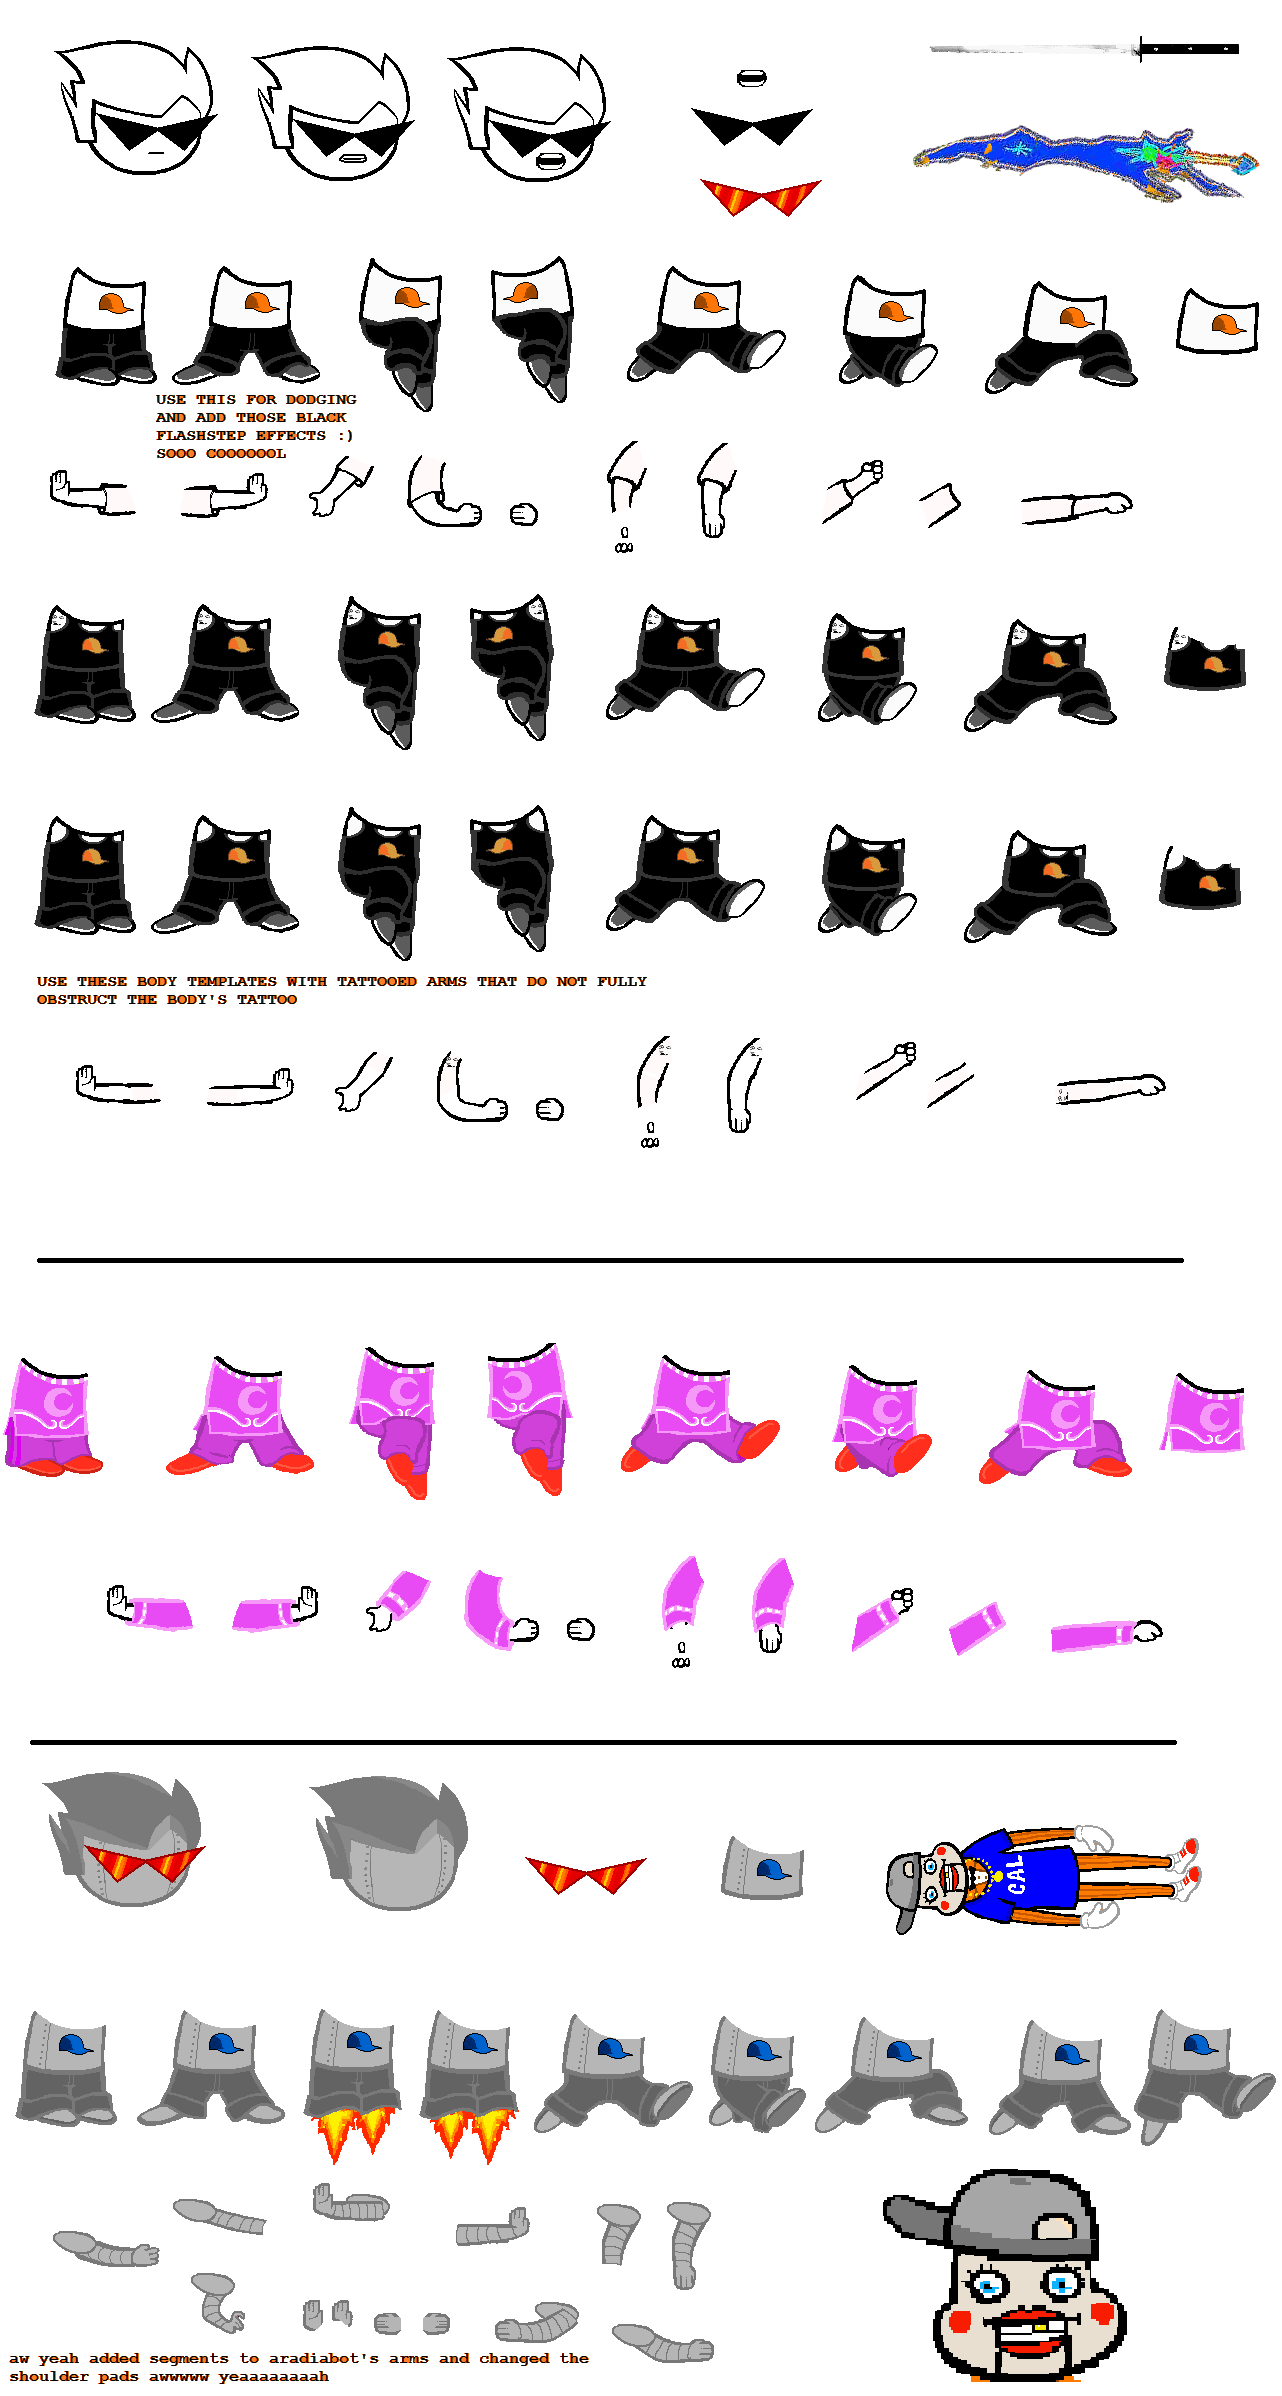 USE THIS FOR DODGING
AND ADD THOSE BLACK
FLASHSTEP EFFECTS :)
SOOO COOOOOOL
USE THESE BODY TEMPLATES WITH TATTOOED ARMS THAT DO NOT FULLY
OBSTRUCT THE BODY'S TATTOO
CAL
aw yeah added segments to aradiabot's arms and changed the
shoulder pads awwwww yeaaaaaaaah